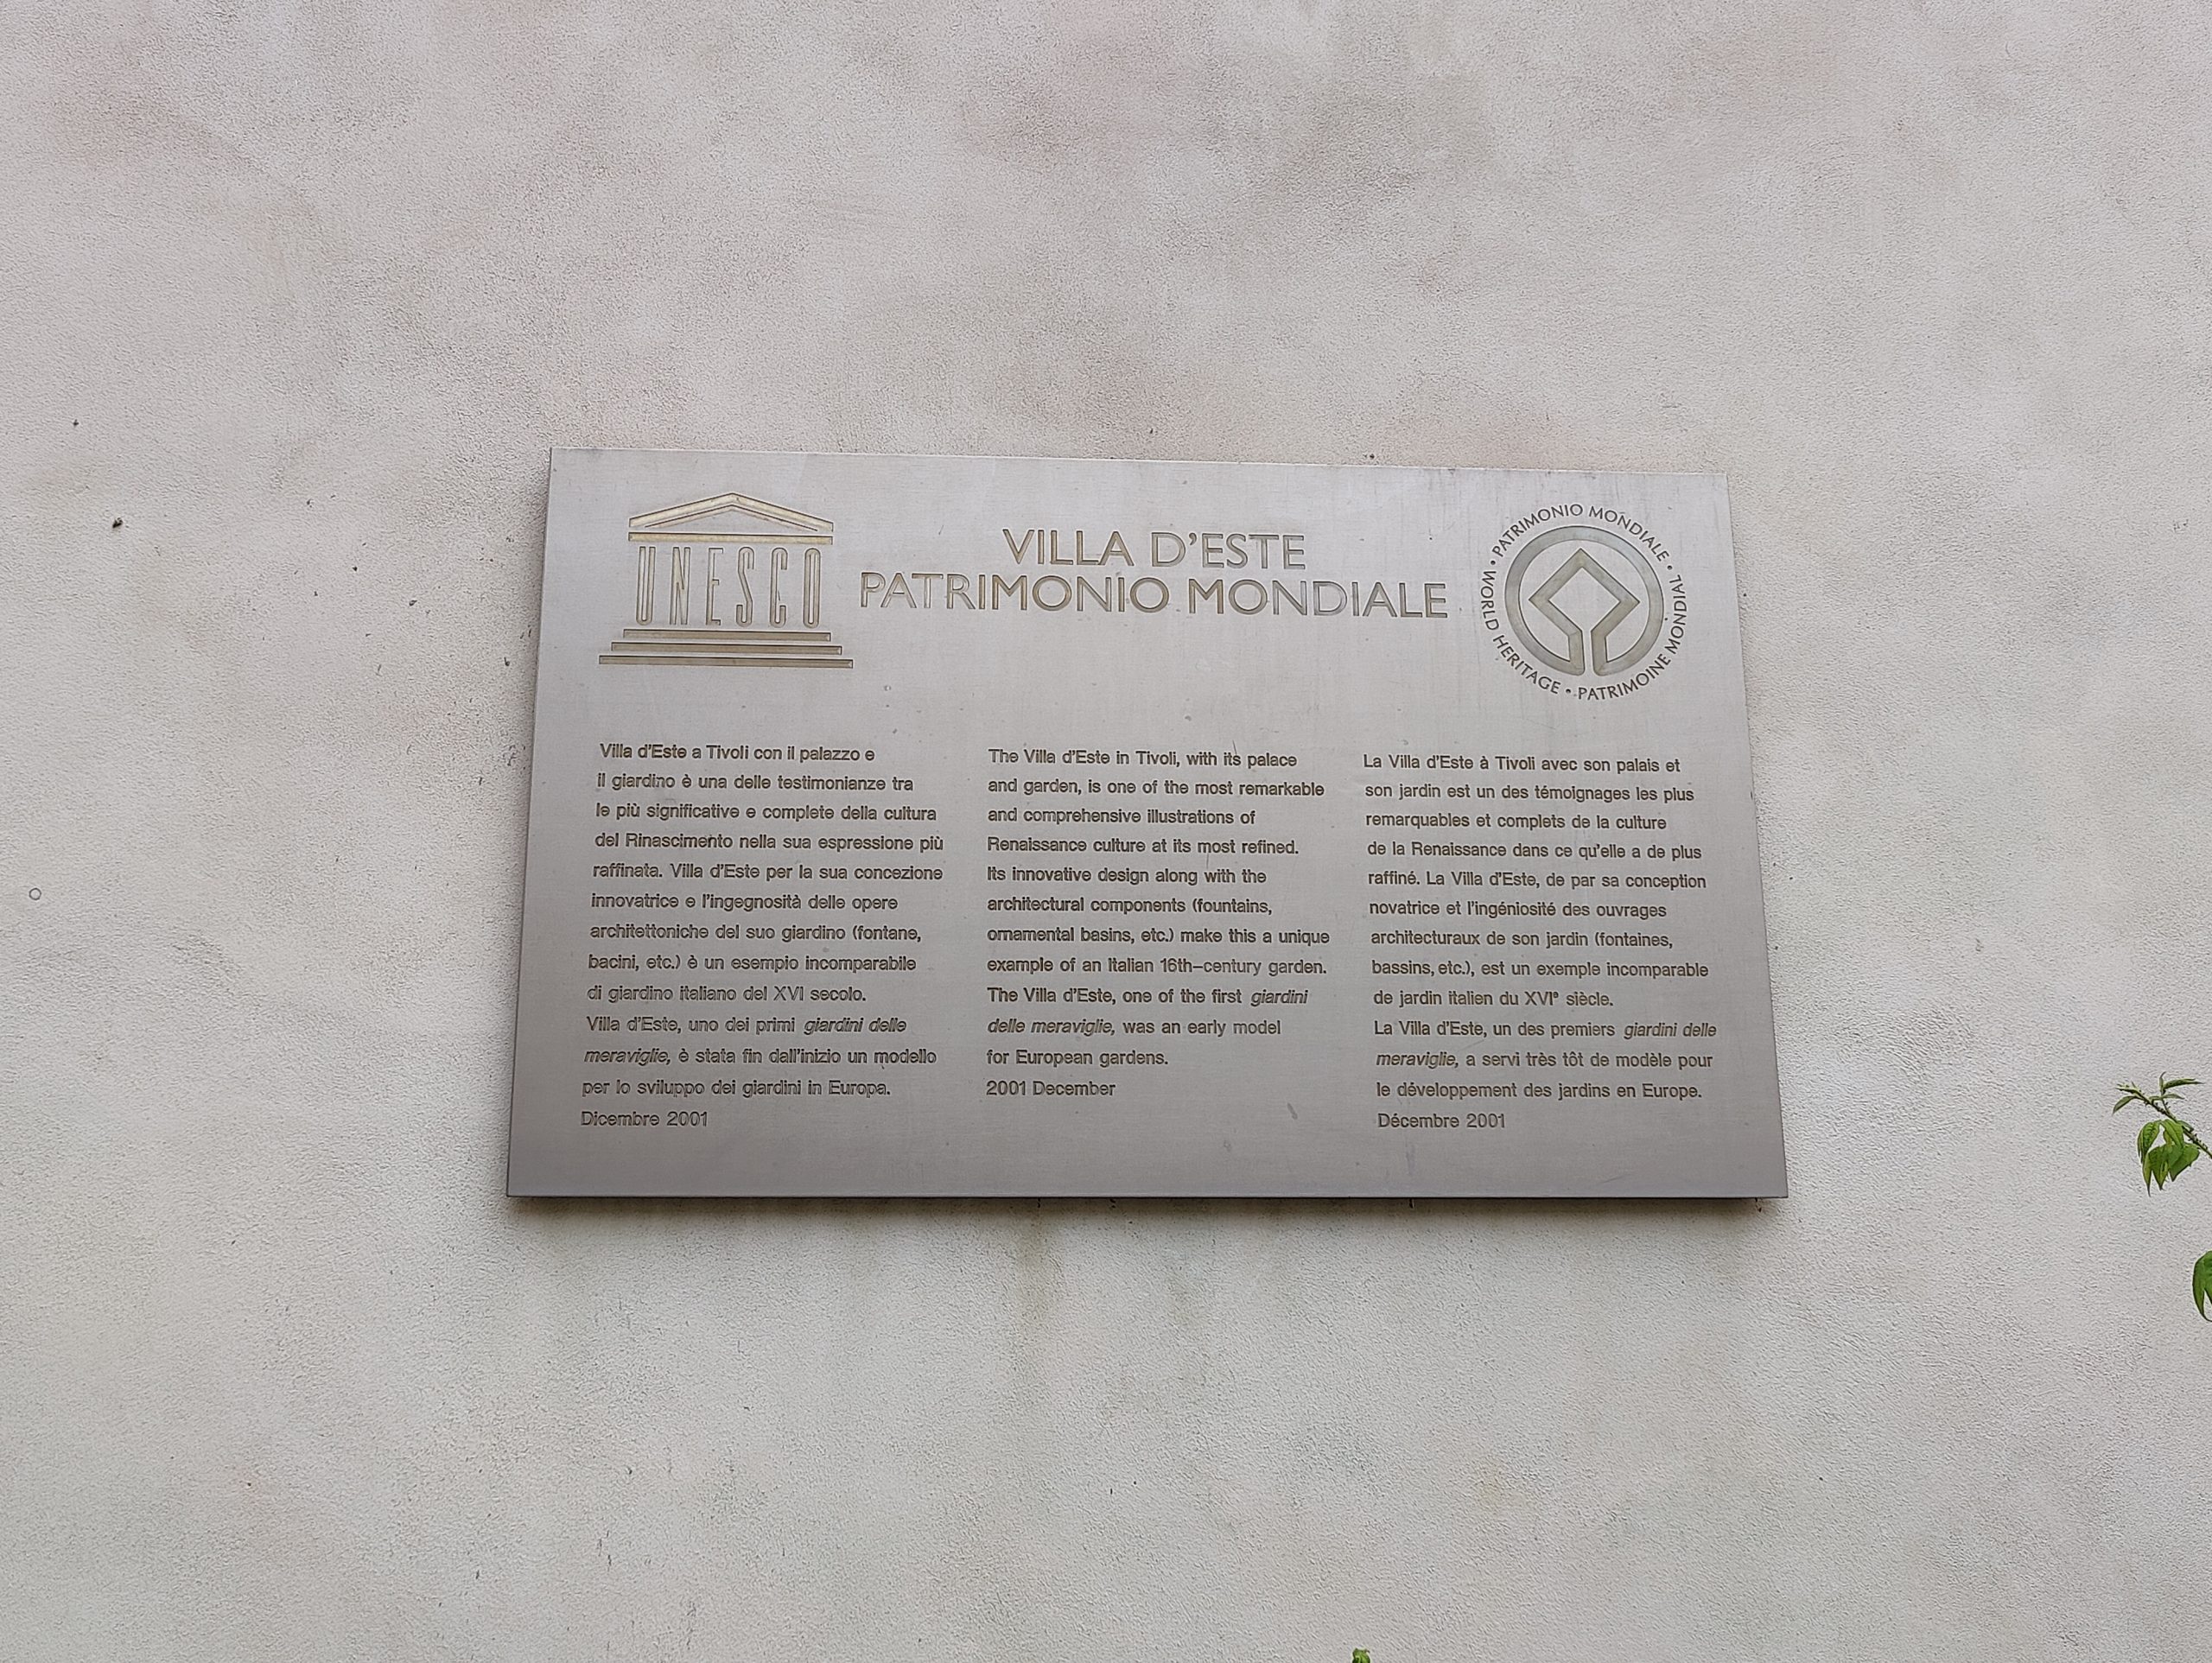 UNESCO
VILLA D'ESTE
PATRIMONIO MONDIALE
• PATRIMONIO MONDIALE • WORLD HERITAGE • PATRIMOINE MONDIAL
Villa d'Este a Tivoli con il palazzo e
il giardino è una delle testimonianze tra
le più significative e complete della cultura
del Rinascimento nella sua espressione più
raffinata. Villa d'Este per la sua concezione
innovatrice e l'ingegnosità delle opere
architettoniche del suo giardino (fontane,
bacini, etc.) è un esempio incomparabile
di giardino italiano del XVI secolo.
Villa d'Este, uno dei primi giardini delle
meraviglie, è stata fin dall'inizio un modello
per lo sviluppo dei giardini in Europa.
Dicembre 2001
The Villa d'Este in Tivoli, with its palace
and garden, is one of the most remarkable
and comprehensive illustrations of
Renaissance culture at its most refined.
Its innovative design along with the
architectural components (fountains,
ornamental basins, etc.) make this a unique
example of an Italian 16th-century garden.
The Villa d'Este, one of the first giardini
delle meraviglie, was an early model
for European gardens.
2001 December
La Villa d'Este à Tivoli avec son palais et
son jardin est un des témoignages les plus
remarquables et complets de la culture
de la Renaissance dans ce qu'elle a de plus
raffiné. La Villa d'Este, de par sa conception
novatrice et l'ingéniosité des ouvrages
architecturaux de son jardin (fontaines,
bassins, etc.), est un exemple incomparable
de jardin italien du XVIe siècle.
La Villa d'Este, un des premiers giardini delle
meraviglie, a servi très tôt de modèle pour
le développement des jardins en Europe.
Décembre 2001